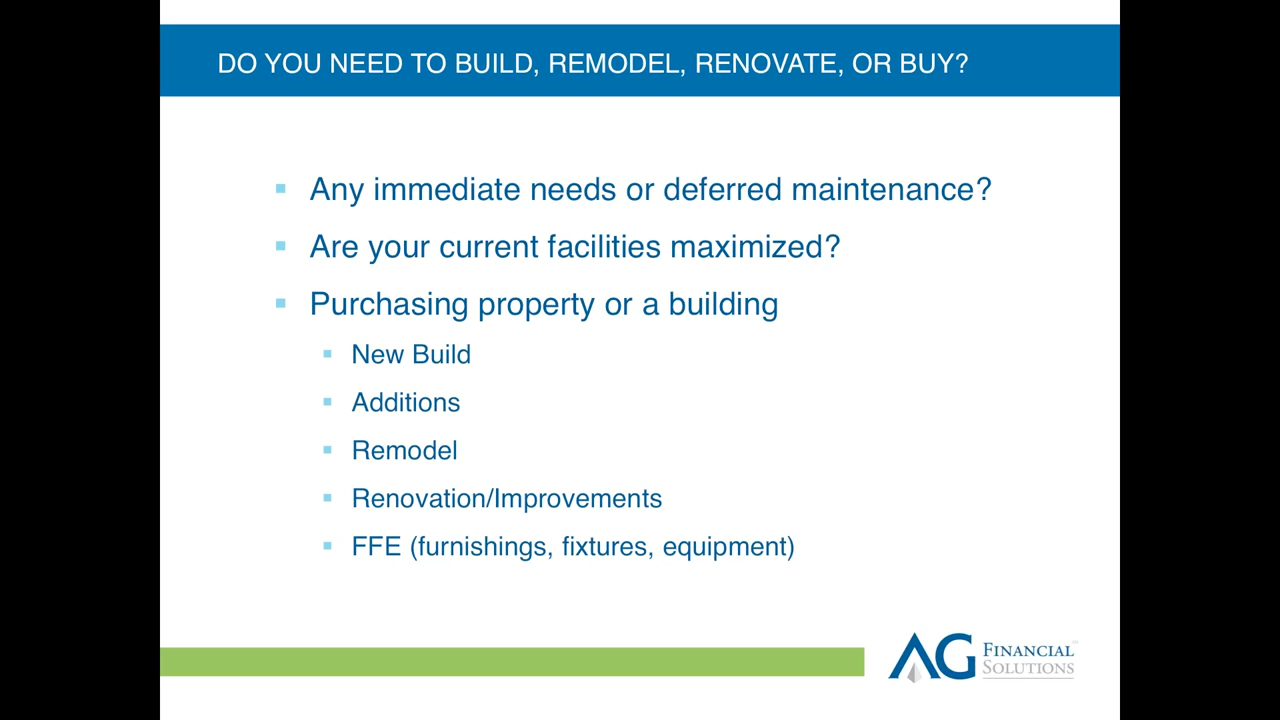 DO YOU NEED TO BUILD, REMODEL, RENOVATE, OR BUY?
Any immediate needs or deferred maintenance?
Are your current facilities maximized?
Purchasing property or a building
New Build
Additions
Remodel
Renovation/Improvements
FFE (furnishings, fixtures, equipment)
AG FINANCIAL
SOLUTIONS